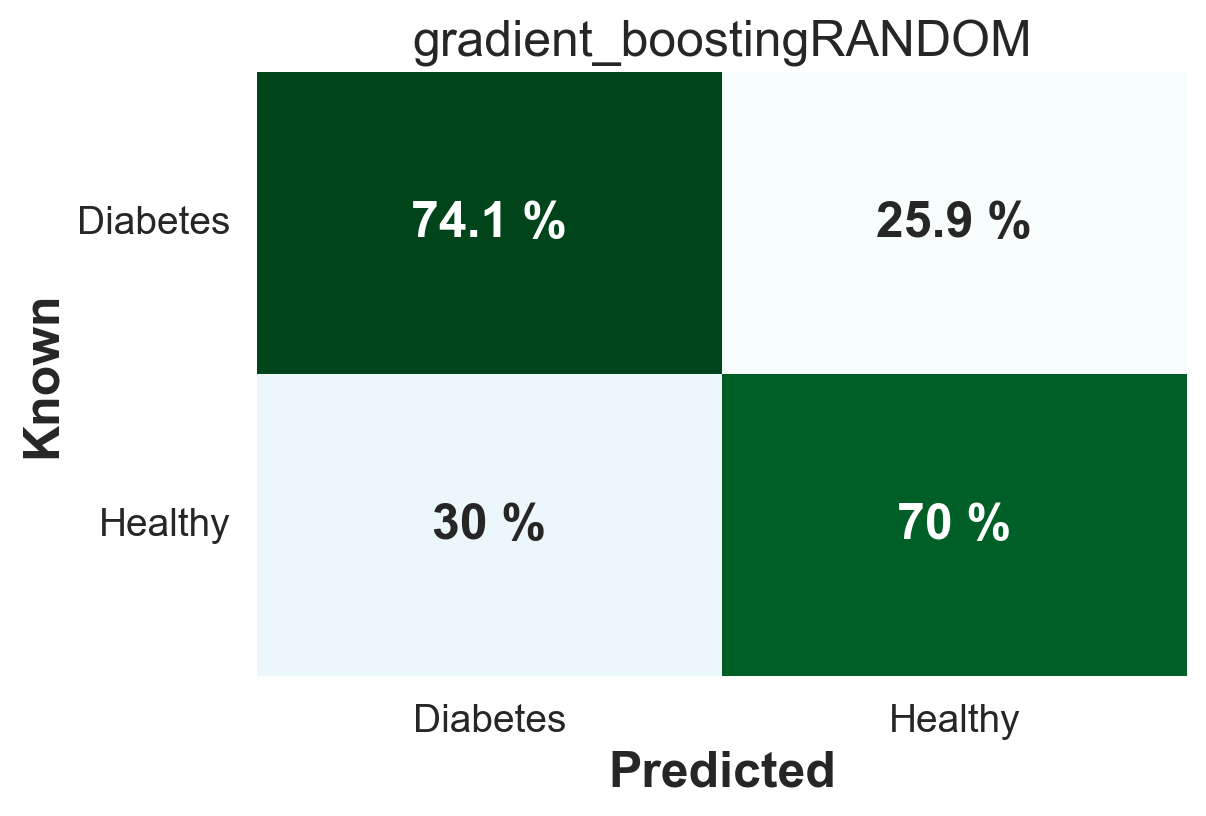 gradient_boostingRANDOM
Diabetes
74.1 %
25.9 %
Known
Healthy
30 %
70 %
Diabetes
Healthy
Predicted